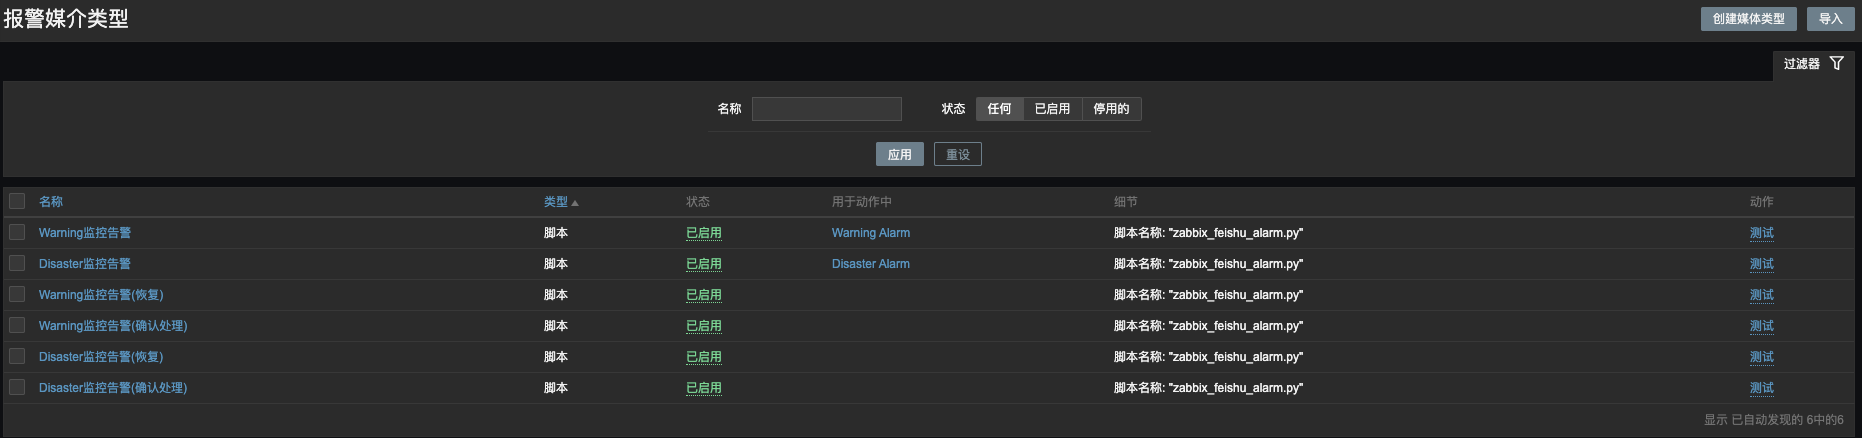 报警媒介类型 创建媒体类型 导入
过滤器
名称 状态 任何 已启用 停用的
应用 重设
名称 类型 状态 用于动作中 细节 动作
Warning监控告警 脚本 已启用 Warning Alarm 脚本名称: "zabbix_feishu_alarm.py" 测试
Disaster监控告警 脚本 已启用 Disaster Alarm 脚本名称: "zabbix_feishu_alarm.py" 测试
Warning监控告警(恢复) 脚本 已启用 脚本名称: "zabbix_feishu_alarm.py" 测试
Warning监控告警(确认处理) 脚本 已启用 脚本名称: "zabbix_feishu_alarm.py" 测试
Disaster监控告警(恢复) 脚本 已启用 脚本名称: "zabbix_feishu_alarm.py" 测试
Disaster监控告警(确认处理) 脚本 已启用 脚本名称: "zabbix_feishu_alarm.py" 测试
显示 已自动发现的 6中的6